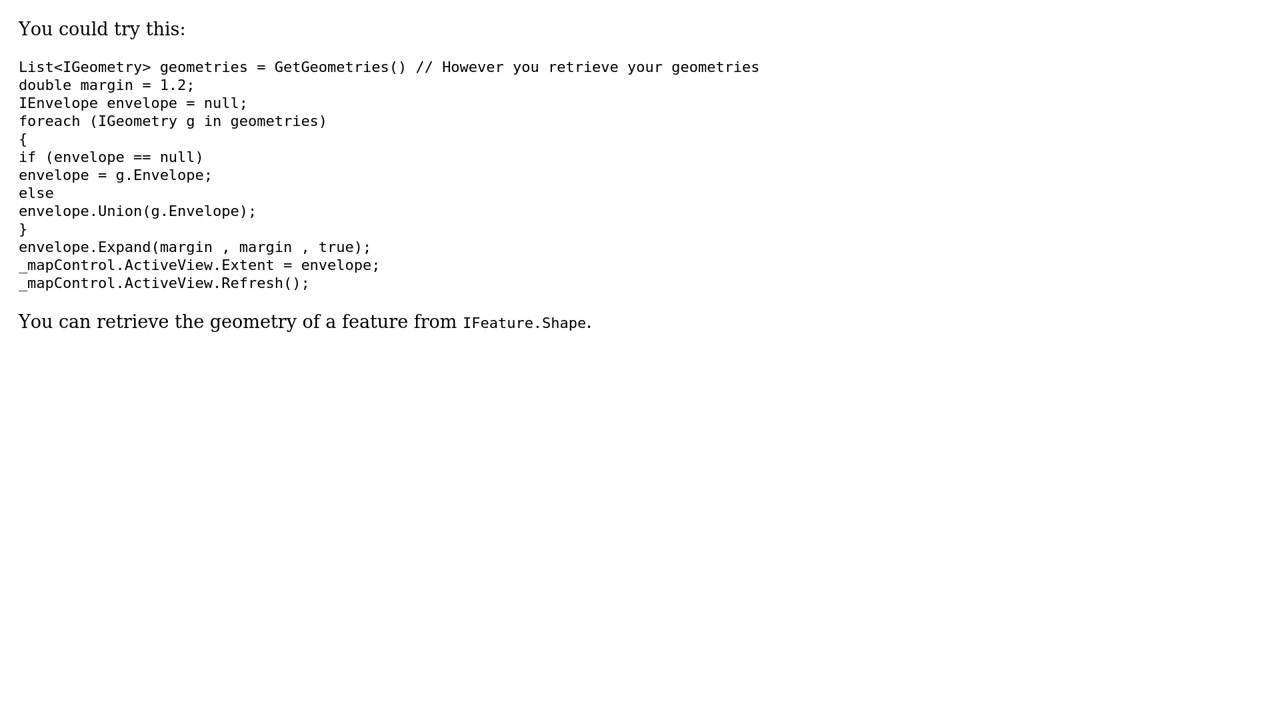 You could try this:
List<IGeometry> geometries = GetGeometries() // However you retrieve your geometries
double margin = 1.2;
IEnvelope envelope = null;
foreach (IGeometry g in geometries)
{
if (envelope == null)
envelope = g.Envelope;
else
envelope.Union(g.Envelope);
}
envelope.Expand(margin , margin , true);
_mapControl.ActiveView.Extent = envelope;
_mapControl.ActiveView.Refresh();
You can retrieve the geometry of a feature from IFeature.Shape.